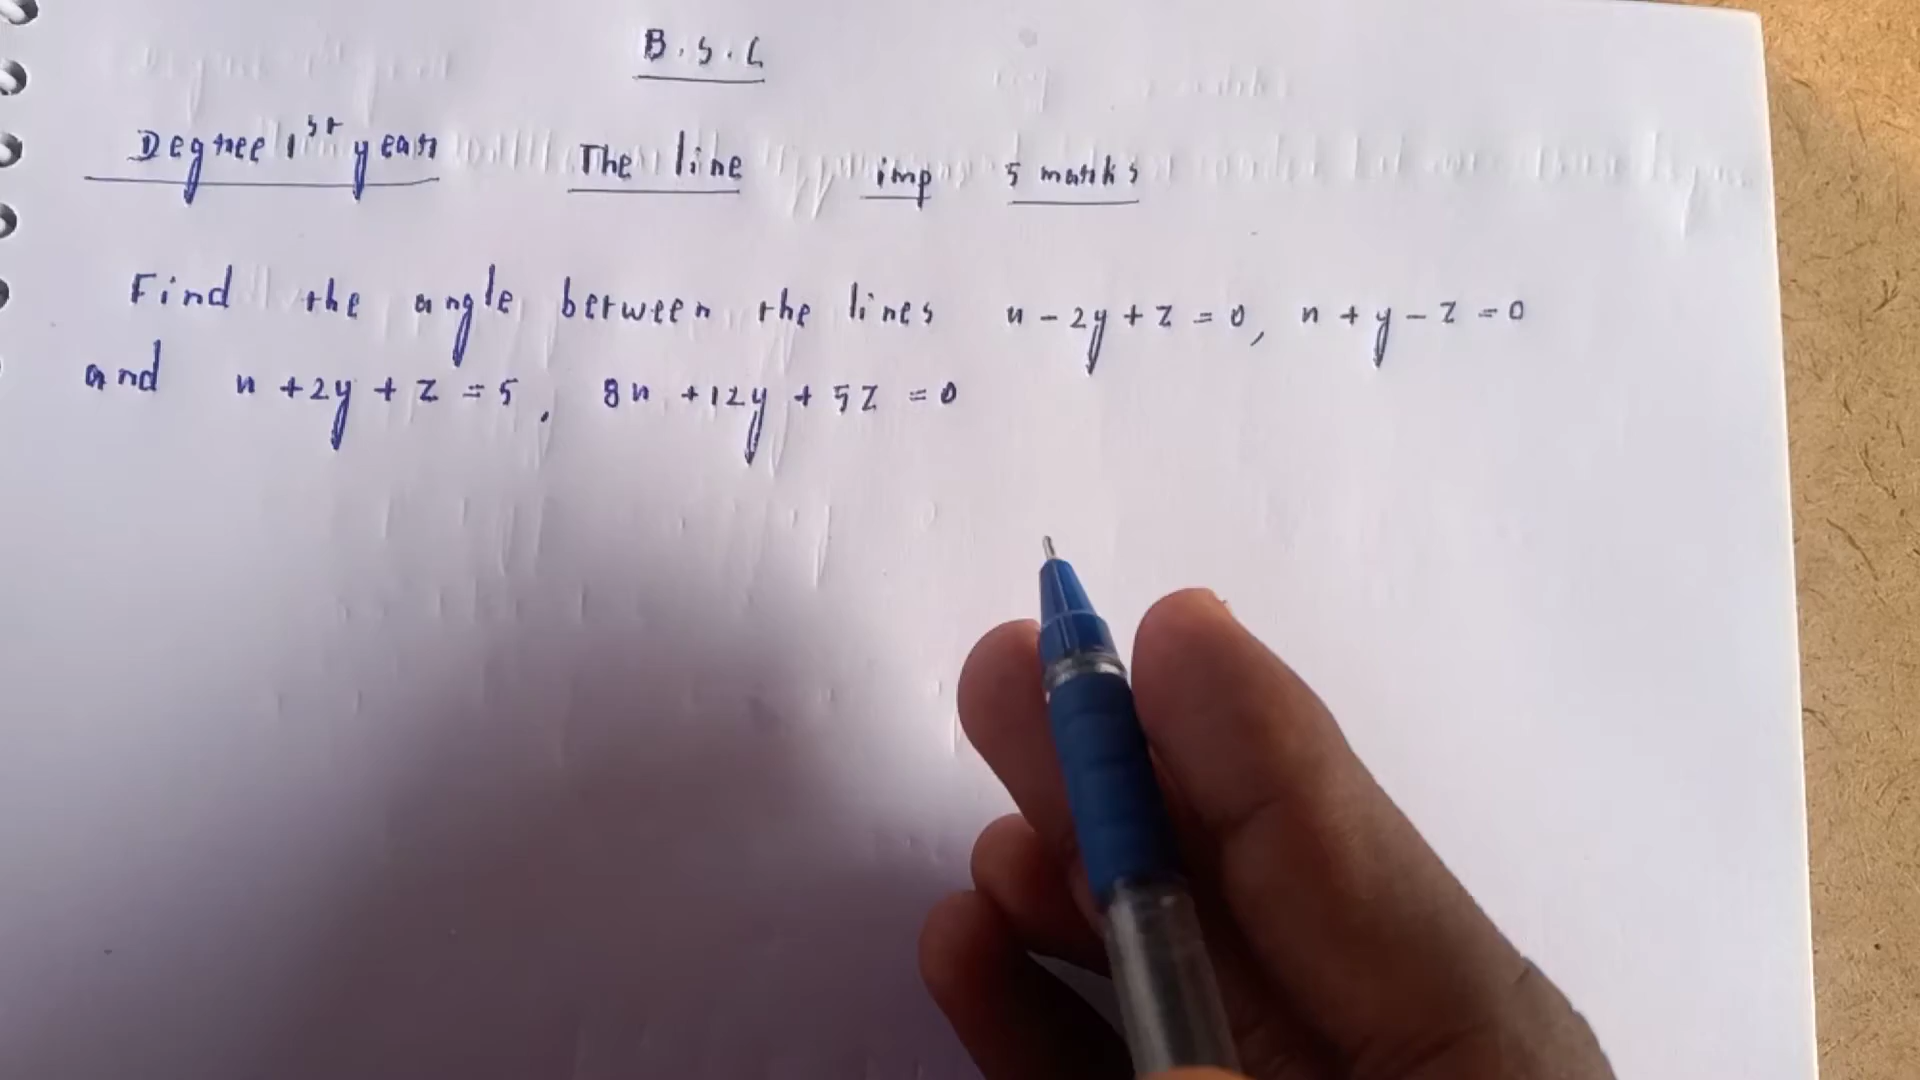 B.S.C
Degree 1st year The line imp 5 marks
Find the angle between the lines x - 2y + z = 0, x + y - z = 0
and x + 2y + z = 5, 8x + 12y + 5z = 0